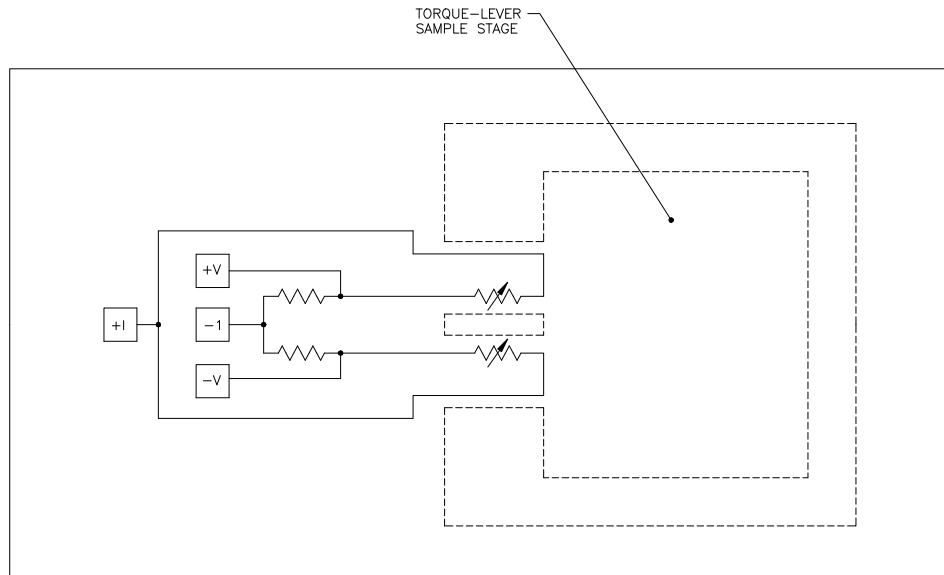 TORQUE-LEVER
SAMPLE STAGE
+V
+I
-1
-V